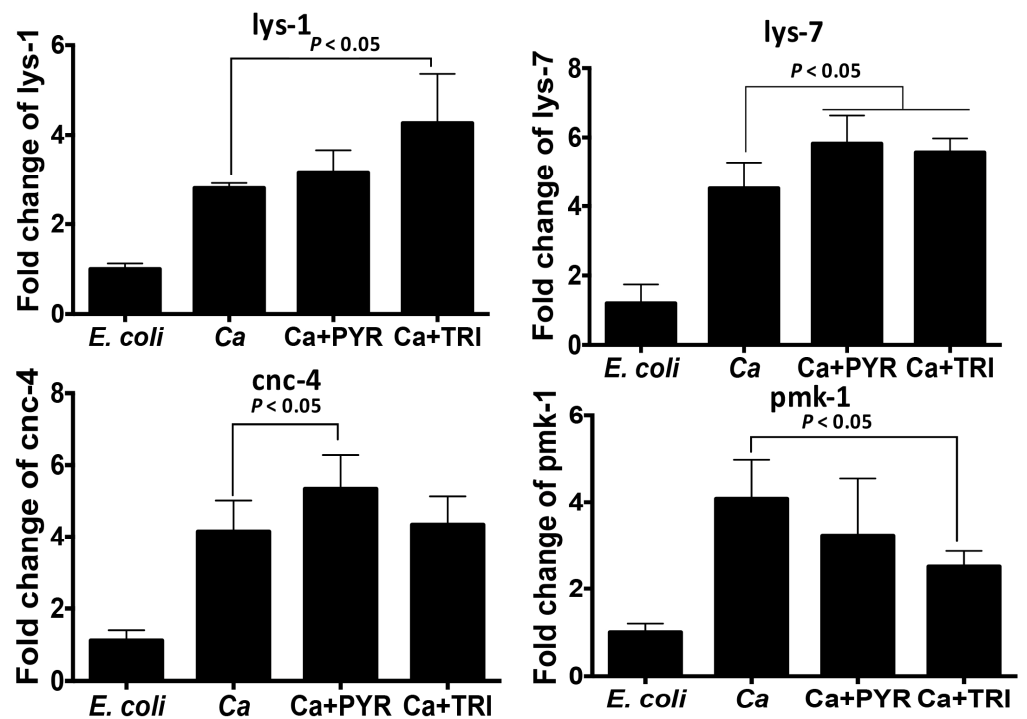 lys-1
P < 0.05
Fold change of lys-1
6
4
2
0
E. coli Ca Ca+PYR Ca+TRI
lys-7
P < 0.05
Fold change of lys-7
8
6
4
2
0
E. coli Ca Ca+PYR Ca+TRI
cnc-4
P < 0.05
Fold change of cnc-4
8
6
4
2
0
E. coli Ca Ca+PYR Ca+TRI
pmk-1
P < 0.05
Fold change of pmk-1
6
4
2
0
E. coli Ca Ca+PYR Ca+TRI